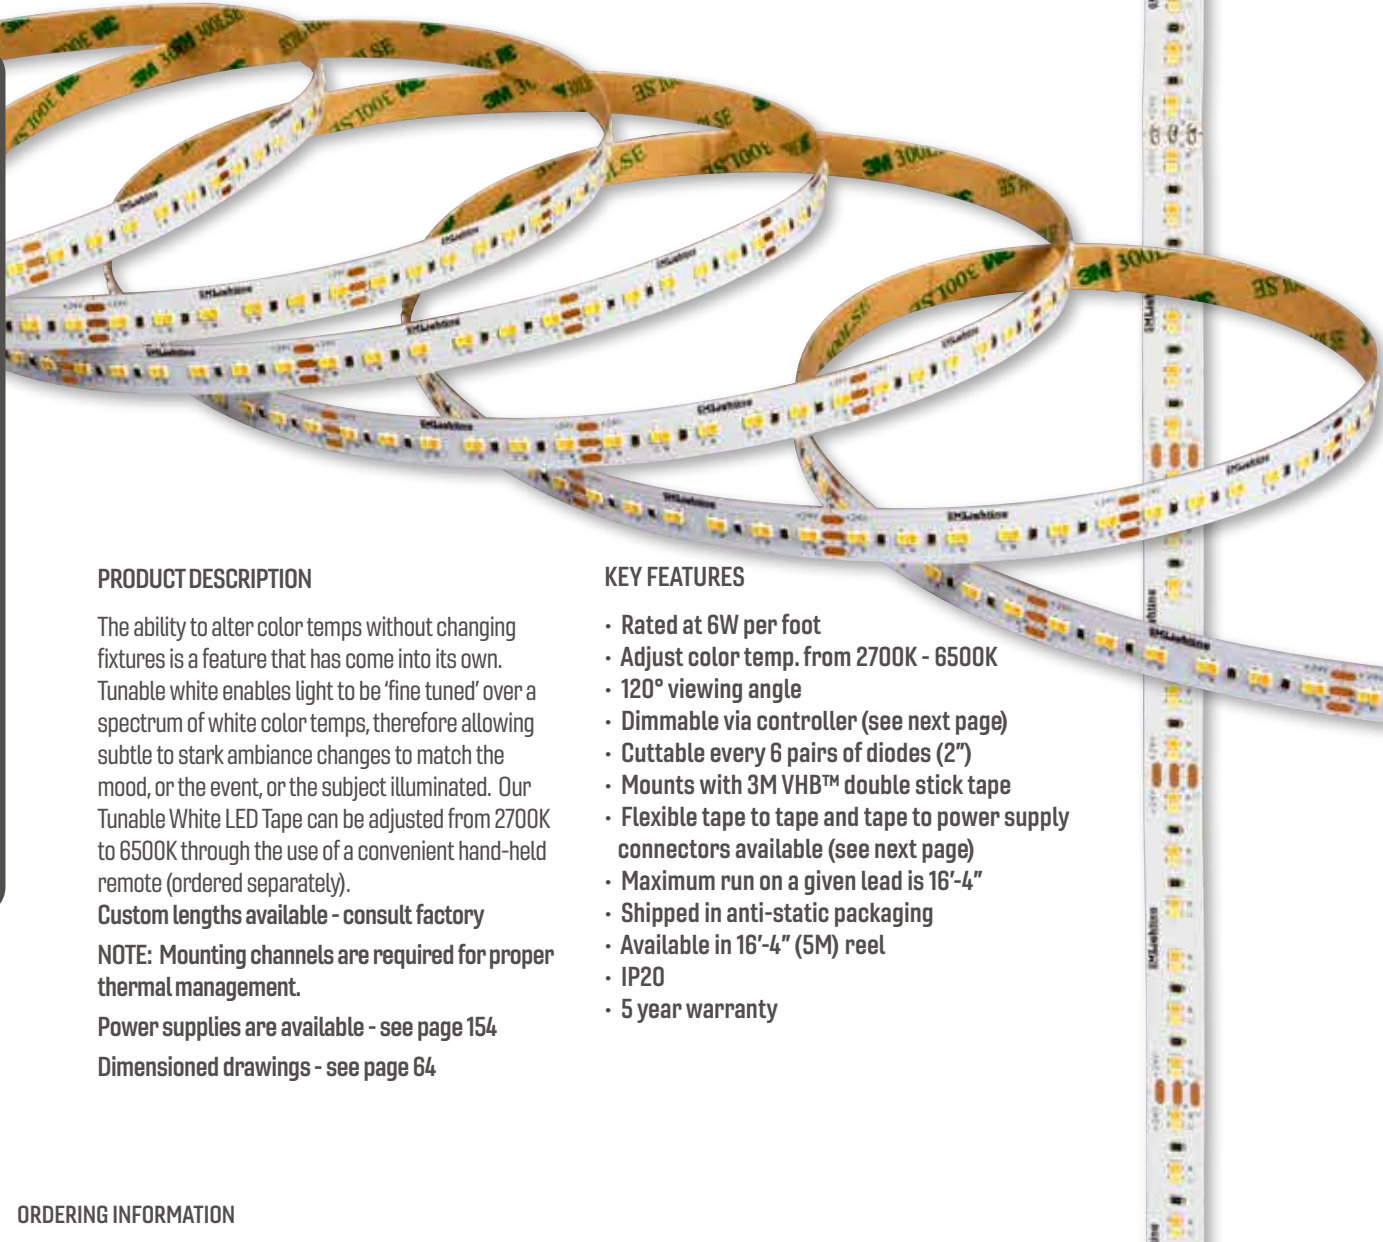 3M 300LSE
3M 300LSE
3M
3M
+24V +24V
EMLightine
PRODUCT DESCRIPTION
The ability to alter color temps without changing
fixtures is a feature that has come into its own.
Tunable white enables light to be ‘fine tuned’ over a
spectrum of white color temps, therefore allowing
subtle to stark ambiance changes to match the
mood, or the event, or the subject illuminated.  Our
Tunable White LED Tape can be adjusted from 2700K
to 6500K through the use of a convenient hand-held
remote (ordered separately).
Custom lengths available - consult factory
NOTE:  Mounting channels are required for proper
thermal management.
Power supplies are available - see page 154
Dimensioned drawings - see page 64
KEY FEATURES
· Rated at 6W per foot
· Adjust color temp. from 2700K - 6500K
· 120° viewing angle
· Dimmable via controller (see next page)
· Cuttable every 6 pairs of diodes (2”)
· Mounts with 3M VHB™ double stick tape
· Flexible tape to tape and tape to power supply
connectors available (see next page)
· Maximum run on a given lead is 16’-4”
· Shipped in anti-static packaging
· Available in 16’-4” (5M) reel
· IP20
· 5 year warranty
ORDERING INFORMATION